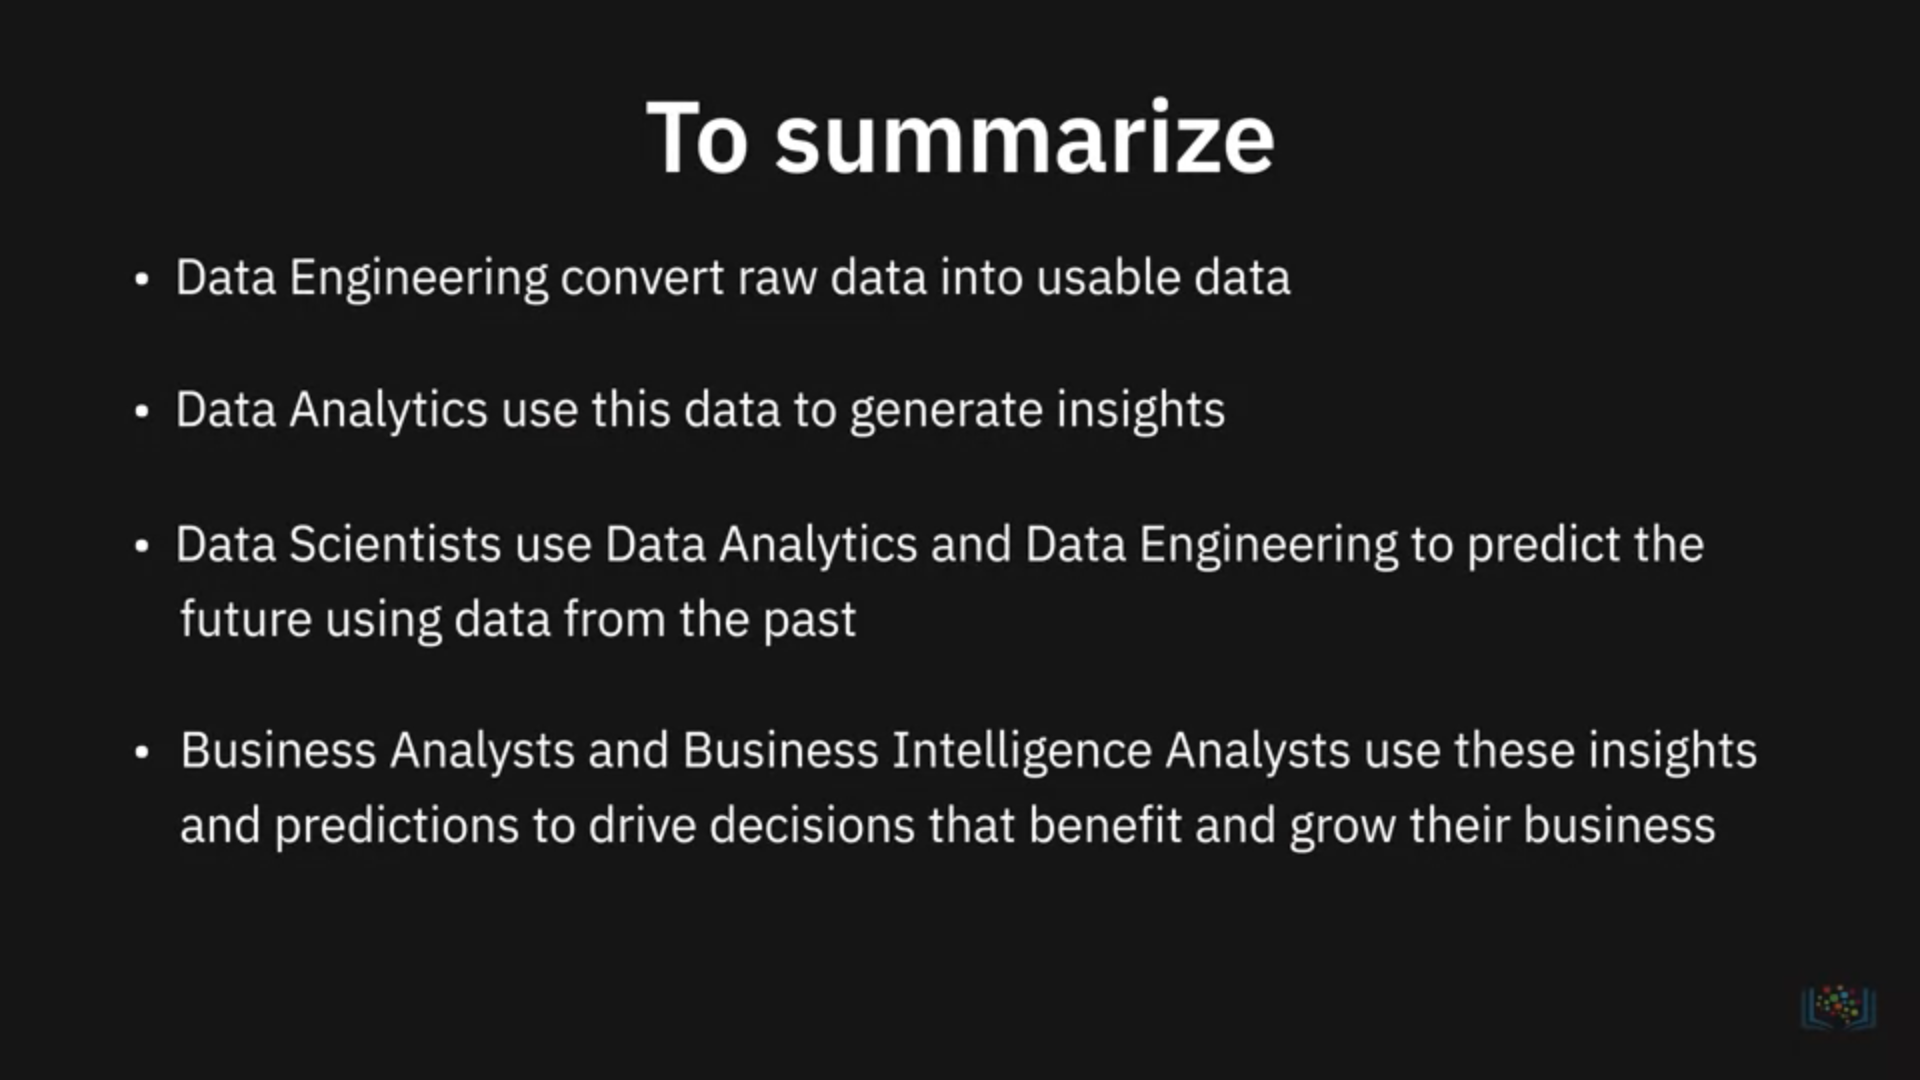 To summarize
• Data Engineering convert raw data into usable data
• Data Analytics use this data to generate insights
• Data Scientists use Data Analytics and Data Engineering to predict the
future using data from the past
• Business Analysts and Business Intelligence Analysts use these insights
and predictions to drive decisions that benefit and grow their business